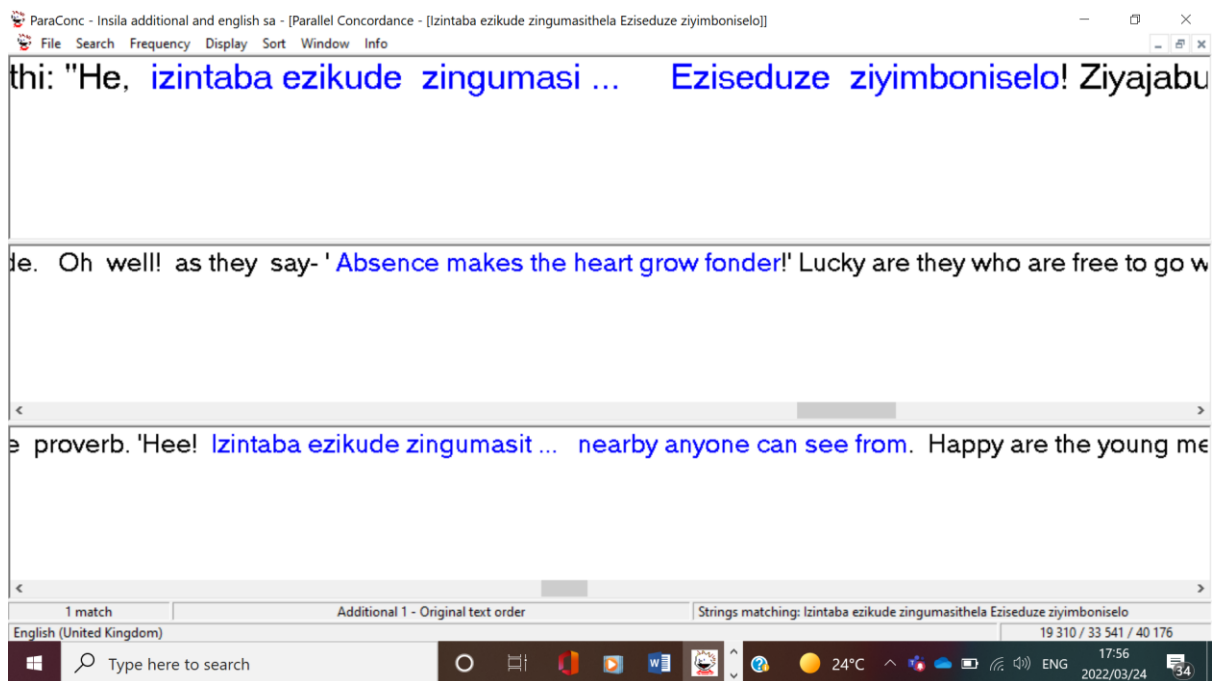 ParaConc - Insila additional and english sa - [Parallel Concordance - [Izintaba ezikude zingumasithela Eziseduze ziyimboniselo]]
File Search Frequency Display Sort Window Info
thi: "He, izintaba ezikude zingumasi ... Eziseduze ziyimboniselo! Ziyajabu
de. Oh well! as they say- ' Absence makes the heart grow fonder!' Lucky are they who are free to go w
e proverb. 'Hee! Izintaba ezikude zingumasit ... nearby anyone can see from. Happy are the young me
1 match Additional 1 - Original text order Strings matching: Izintaba ezikude zingumasithela Eziseduze ziyimboniselo
English (United Kingdom) 19 310 / 33 541 / 40 176
Type here to search 24°C ENG 17:56
2022/03/24 34